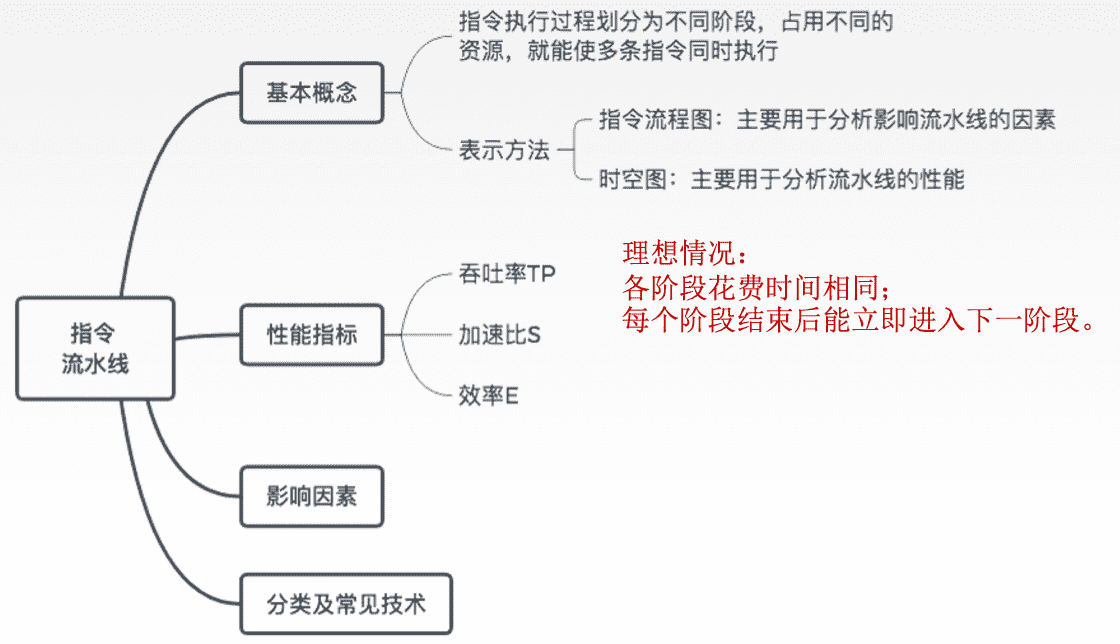 指令执行过程划分为不同阶段，占用不同的
资源，就能使多条指令同时执行
基本概念
表示方法
指令流程图：主要用于分析影响流水线的因素
时空图：主要用于分析流水线的性能
理想情况：
各阶段花费时间相同；
每个阶段结束后能立即进入下一阶段。
指令
流水线
性能指标
吞吐率TP
加速比S
效率E
影响因素
分类及常见技术